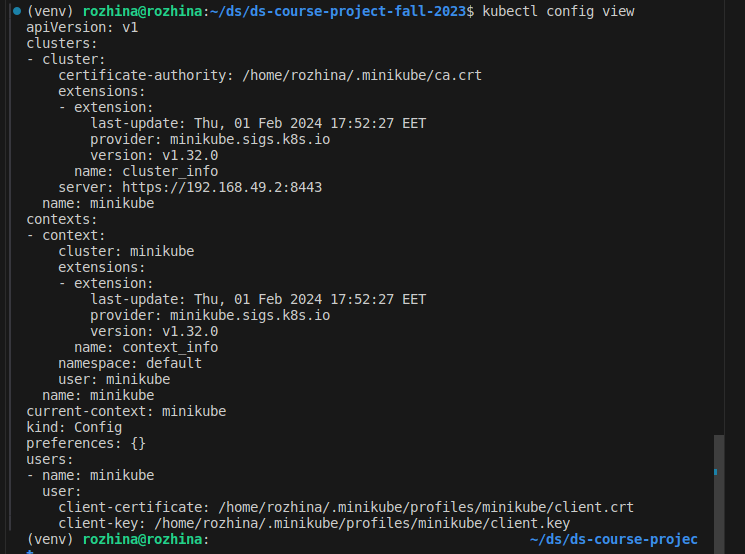 (venv) rozhina@rozhina:~/ds/ds-course-project-fall-2023$ kubectl config view
apiVersion: v1
clusters:
- cluster:
    certificate-authority: /home/rozhina/.minikube/ca.crt
    extensions:
    - extension:
        last-update: Thu, 01 Feb 2024 17:52:27 EET
        provider: minikube.sigs.k8s.io
        version: v1.32.0
      name: cluster_info
    server: https://192.168.49.2:8443
  name: minikube
contexts:
- context:
    cluster: minikube
    extensions:
    - extension:
        last-update: Thu, 01 Feb 2024 17:52:27 EET
        provider: minikube.sigs.k8s.io
        version: v1.32.0
      name: context_info
    namespace: default
    user: minikube
  name: minikube
current-context: minikube
kind: Config
preferences: {}
users:
- name: minikube
  user:
    client-certificate: /home/rozhina/.minikube/profiles/minikube/client.crt
    client-key: /home/rozhina/.minikube/profiles/minikube/client.key
(venv) rozhina@rozhina: ~/ds/ds-course-projec